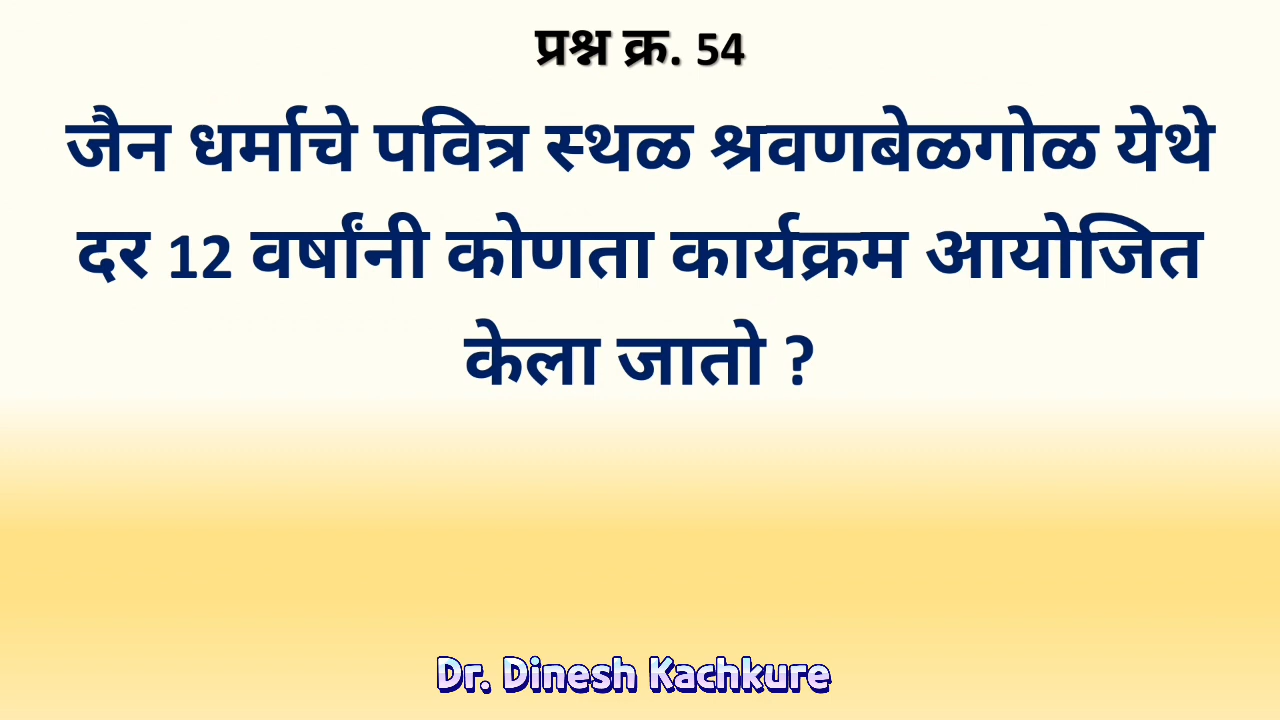 प्रश्न क्र. 54
जैन धर्माचे पवित्र स्थळ श्रवणबेळगोळ येथे
दर 12 वर्षांनी कोणता कार्यक्रम आयोजित
केला जातो ?
Dr. Dinesh Kachkure